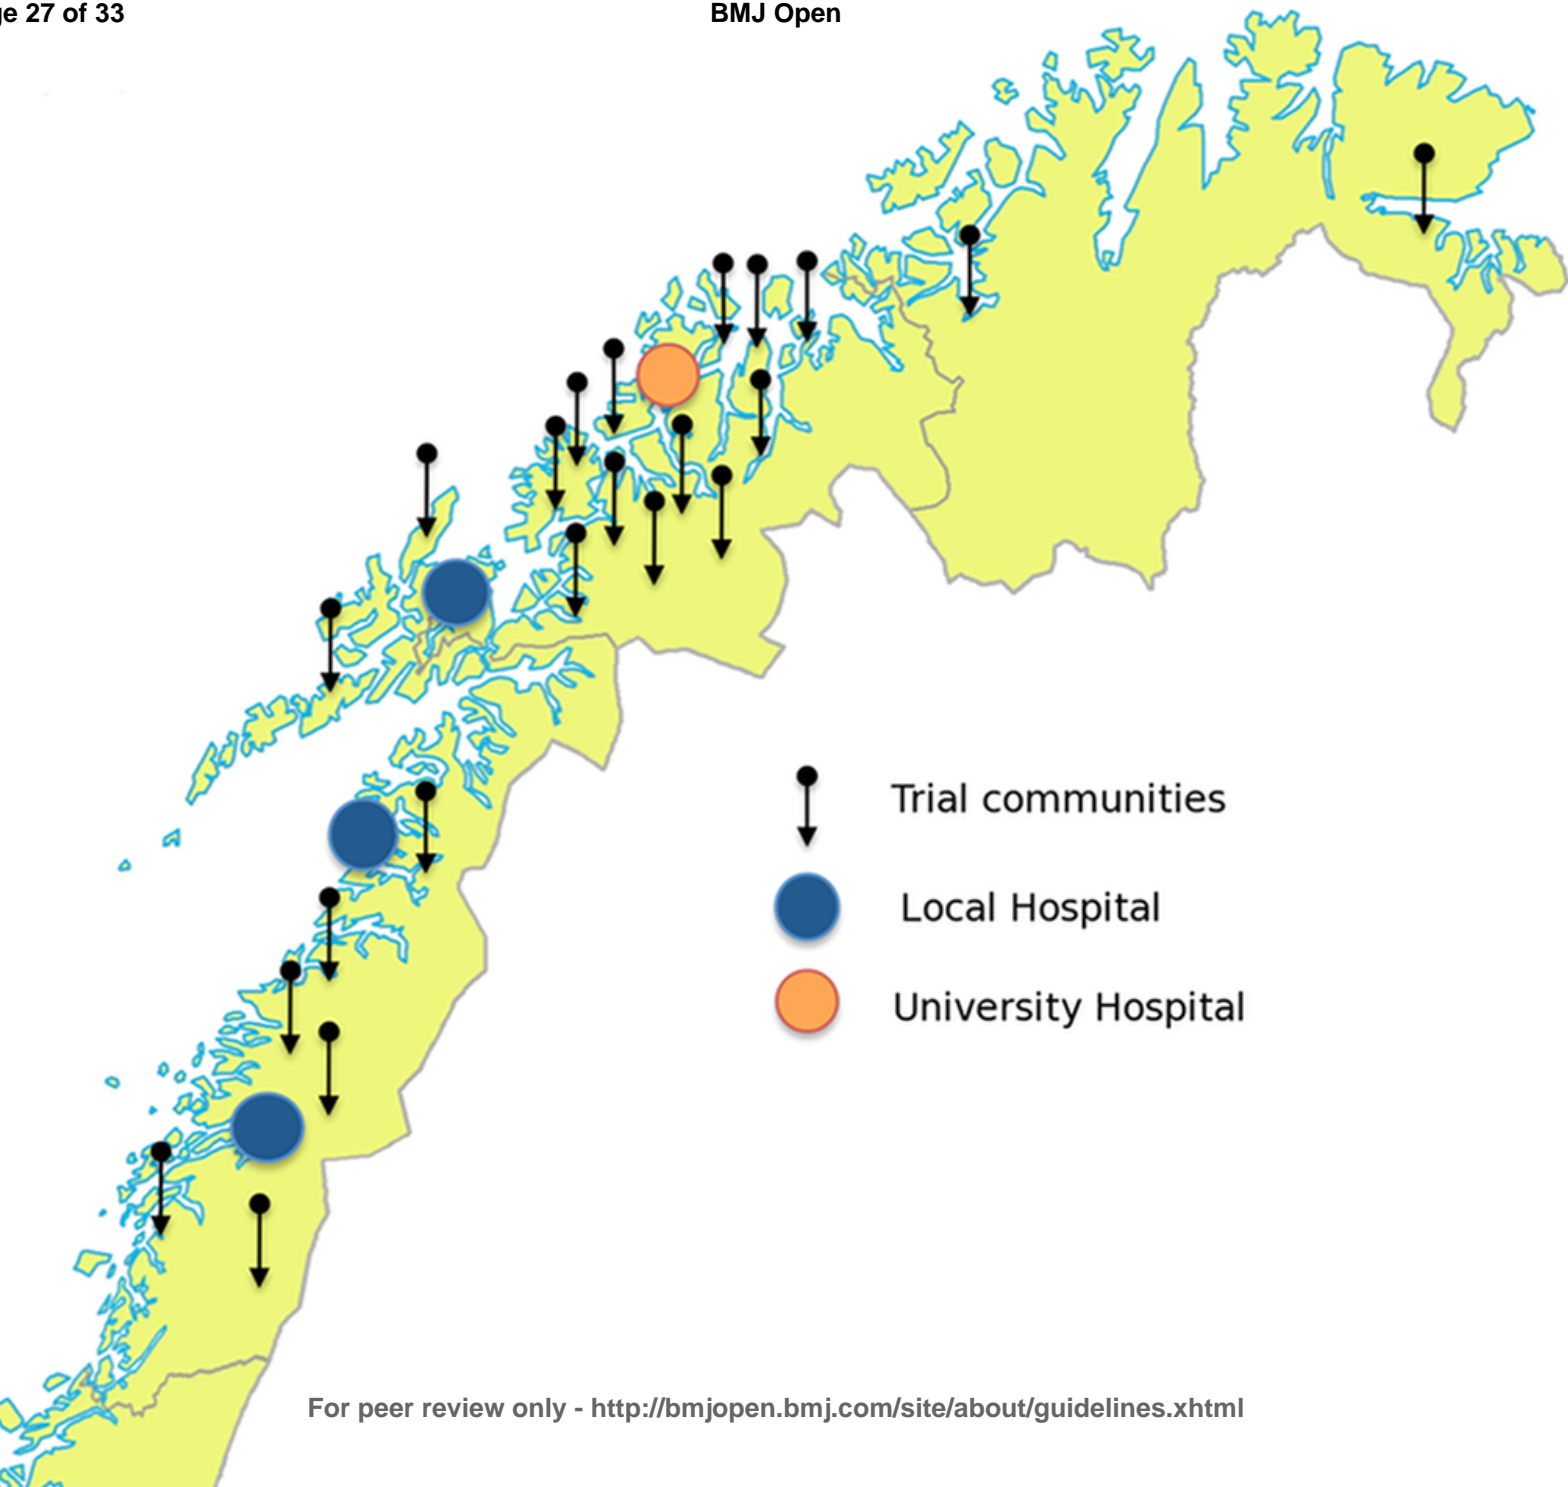 ge 27 of 33
BMJ Open
Trial communities
Local Hospital
University Hospital
For peer review only - http://bmjopen.bmj.com/site/about/guidelines.xhtml